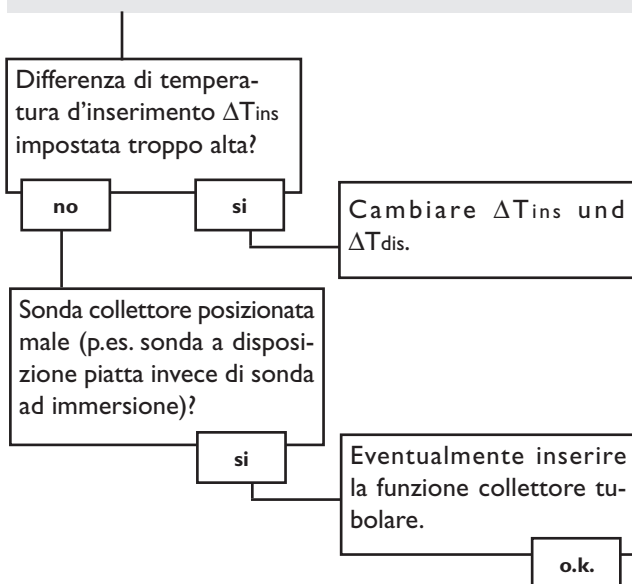 Differenza di tempera-
tura d'inserimento ΔTins
impostata troppo alta?
no
si
Cambiare ΔTins und
ΔTdis.
Sonda collettore posizionata
male (p.es. sonda a disposi-
zione piatta invece di sonda
ad immersione)?
si
Eventualmente inserire
la funzione collettore tu-
bolare.
o.k.